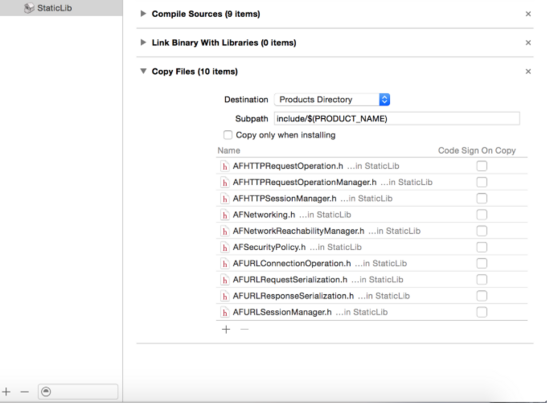 StaticLib
Compile Sources (9 items)
Link Binary With Libraries (0 items)
Copy Files (10 items)
Destination Products Directory
Subpath include/$(PRODUCT_NAME)
Copy only when installing
Name Code Sign On Copy
AFHTTPRequestOperation.h ...in StaticLib
AFHTTPRequestOperationManager.h ...in StaticLib
AFHTTPSessionManager.h ...in StaticLib
AFNetworking.h ...in StaticLib
AFNetworkReachabilityManager.h ...in StaticLib
AFSecurityPolicy.h ...in StaticLib
AFURLConnectionOperation.h ...in StaticLib
AFURLRequestSerialization.h ...in StaticLib
AFURLResponseSerialization.h ...in StaticLib
AFURLSessionManager.h ...in StaticLib